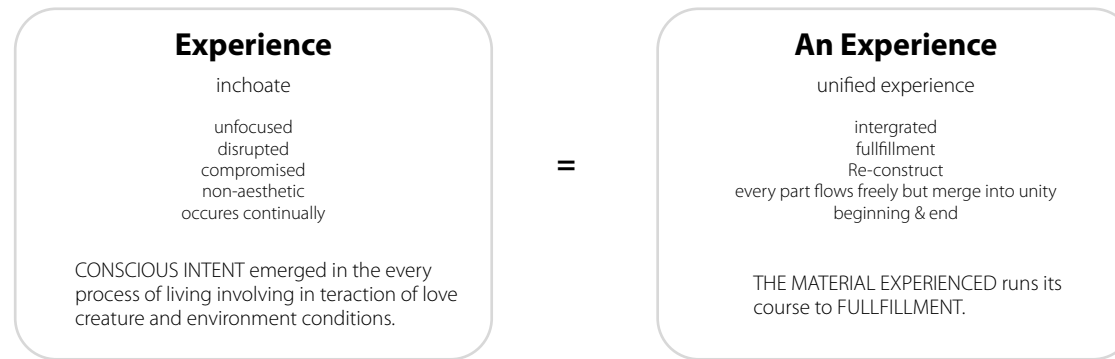 Experience
inchoate
unfocused
disrupted
compromised
non-aesthetic
occures continually
CONSCIOUS INTENT emerged in the every
process of living involving in teraction of love
creature and environment conditions.
=
An Experience
unified experience
intergrated
fullfillment
Re-construct
every part flows freely but merge into unity
beginning & end
THE MATERIAL EXPERIENCED runs its
course to FULLFILLMENT.